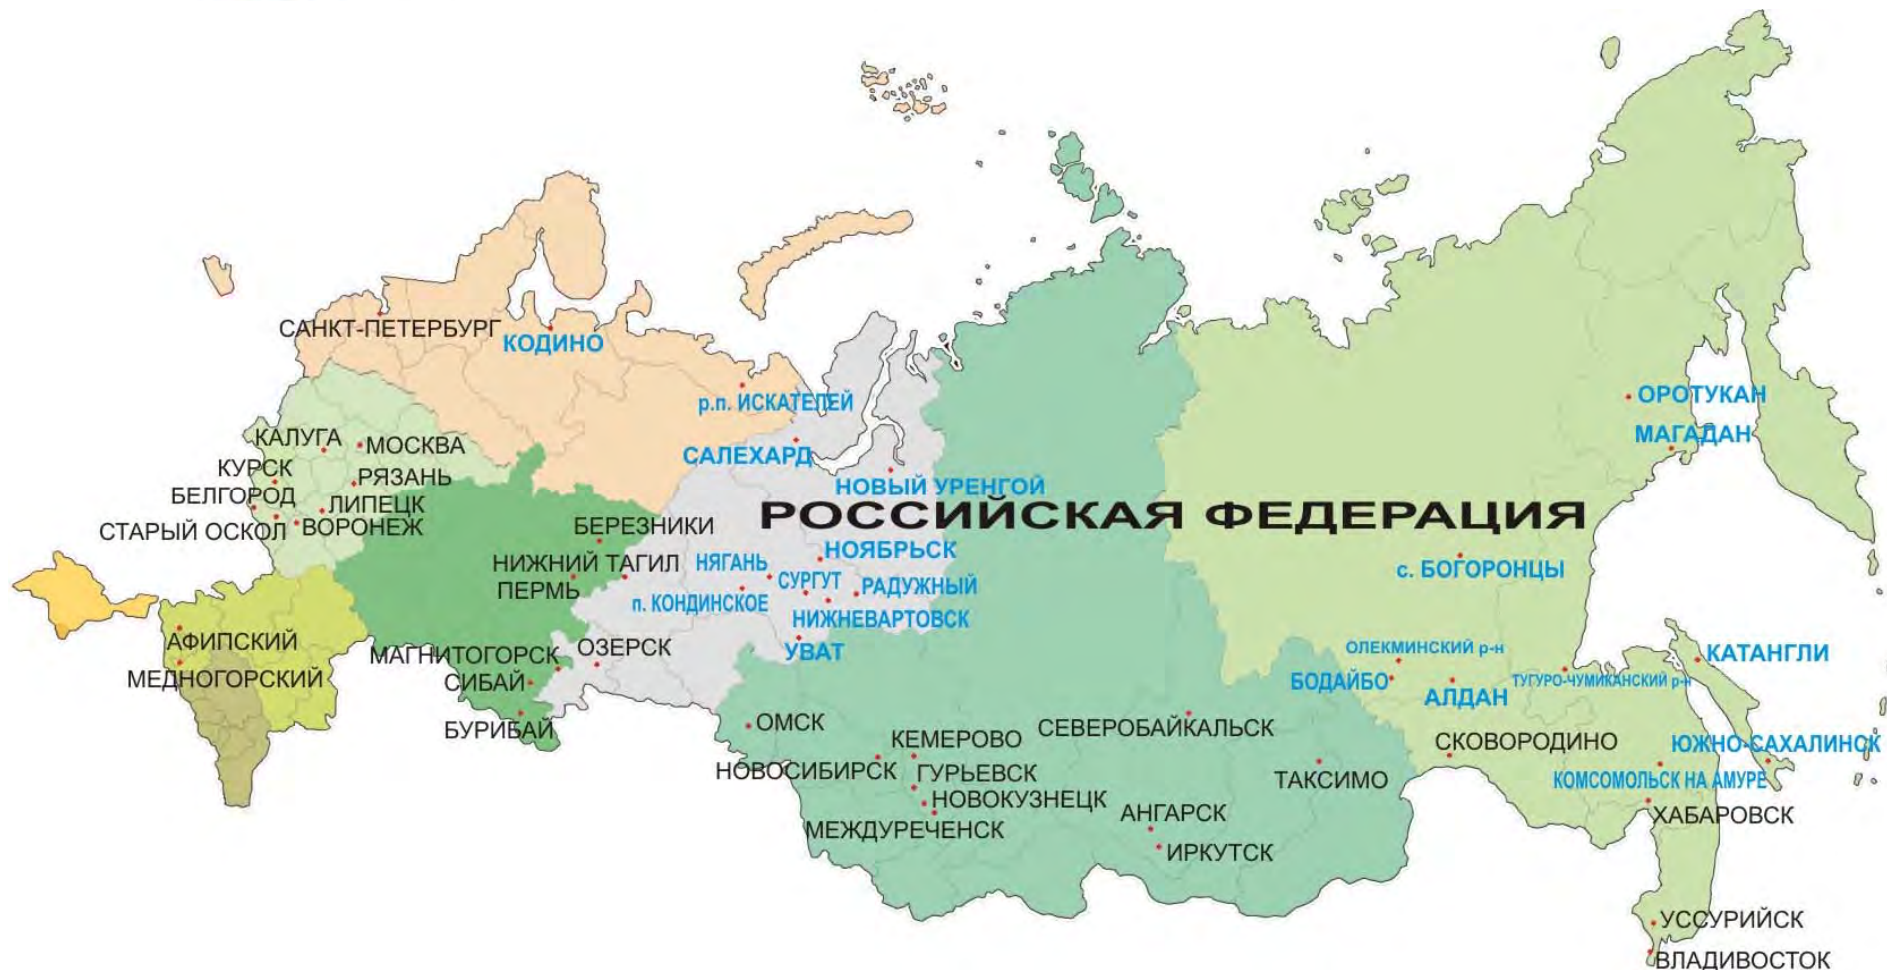 САНКТ-ПЕТЕРБУРГ
КОДИНО
р.п. ИСКАТЕЛЕЙ
ОРОТУКАН
МАГАДАН
КАЛУГА
МОСКВА
САЛЕХАРД
КУРСК
РЯЗАНЬ
НОВЫЙ УРЕНГОЙ
БЕЛГОРОД
ЛИПЕЦК
РОССИЙСКАЯ ФЕДЕРАЦИЯ
СТАРЫЙ ОСКОЛ
ВОРОНЕЖ
БЕРЕЗНИКИ
НОЯБРЬСК
НИЖНИЙ ТАГИЛ
НЯГАНЬ
с. БОГОРОНЦЫ
СУРГУТ
РАДУЖНЫЙ
ПЕРМЬ
п. КОНДИНСКОЕ
НИЖНЕВАРТОВСК
АФИПСКИЙ
ОЗЕРСК
УВАТ
ОЛЕКМИНСКИЙ р-н
КАТАНГЛИ
МАГНИТОГОРСК
МЕДНОГОРСКИЙ
СИБАЙ
БОДАЙБО
ТУГУРО-ЧУМИКАНСКИЙ р-н
АЛДАН
ОМСК
СЕВЕРОБАЙКАЛЬСК
БУРИБАЙ
КЕМЕРОВО
СКОВОРОДИНО
ЮЖНО-САХАЛИНСК
НОВОСИБИРСК
ГУРЬЕВСК
ТАКСИМО
КОМСОМОЛЬСК НА АМУРЕ
НОВОКУЗНЕЦК
АНГАРСК
ХАБАРОВСК
МЕЖДУРЕЧЕНСК
ИРКУТСК
УССУРИЙСК
ВЛАДИВОСТОК